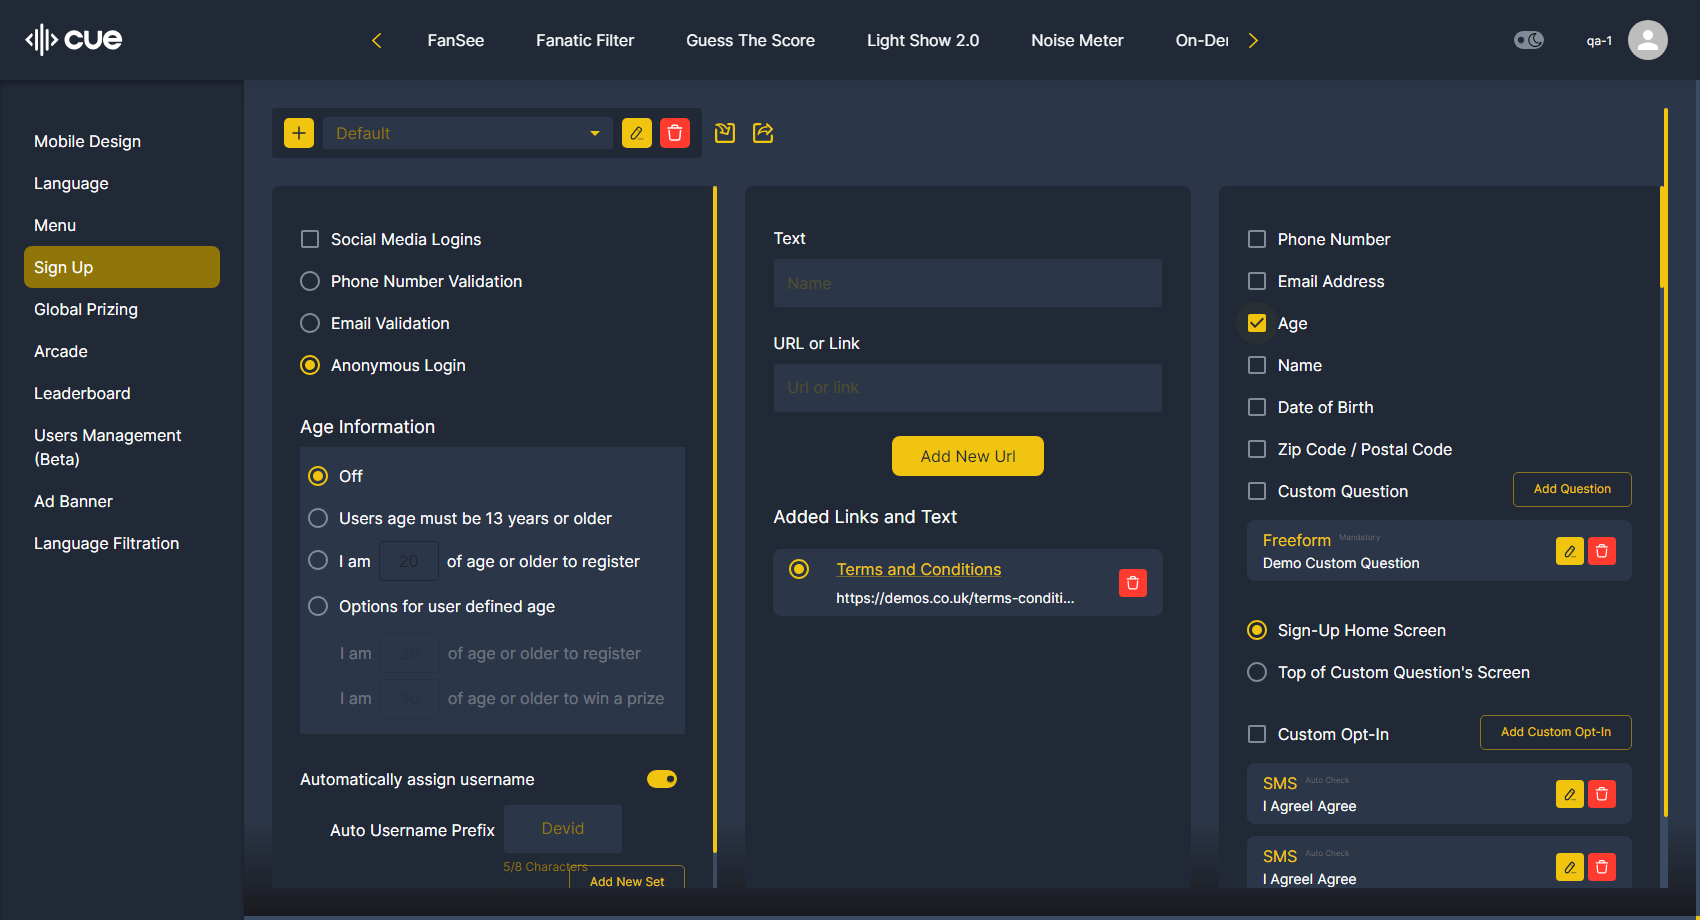 cue
FanSee
Fanatic Filter
Guess The Score
Light Show 2.0
Noise Meter
On-De
qa-1
Mobile Design
Language
Menu
Sign Up
Global Prizing
Arcade
Leaderboard
Users Management
(Beta)
Ad Banner
Language Filtration
Default
Social Media Logins
Phone Number Validation
Email Validation
Anonymous Login
Age Information
Off
Users age must be 13 years or older
I am 20 of age or older to register
Options for user defined age
I am 20 of age or older to register
I am 30 of age or older to win a prize
Automatically assign username
Auto Username Prefix Devid
5/8 Characters
Add New Set
Text
Name
URL or Link
Url or link
Add New Url
Added Links and Text
Terms and Conditions
https://demos.co.uk/terms-conditi...
Phone Number
Email Address
Age
Name
Date of Birth
Zip Code / Postal Code
Custom Question Add Question
Freeform Mandatory
Demo Custom Question
Sign-Up Home Screen
Top of Custom Question's Screen
Custom Opt-In Add Custom Opt-In
SMS Auto Check
I AgreeI Agree
SMS Auto Check
I AgreeI Agree